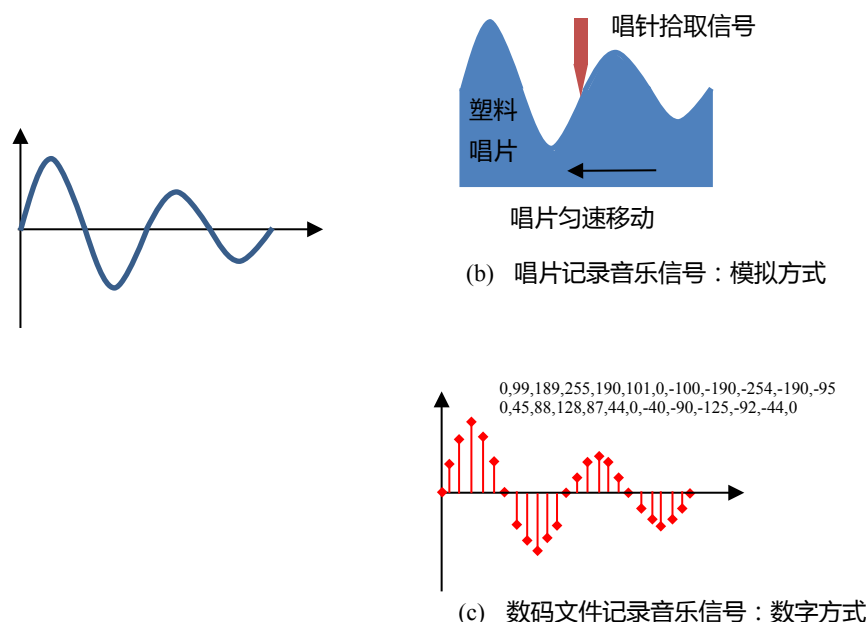 唱针拾取信号
塑料
唱片
唱片匀速移动
(b) 唱片记录音乐信号：模拟方式
0,99,189,255,190,101,0,-100,-190,-254,-190,-95
0,45,88,128,87,44,0,-40,-90,-125,-92,-44,0
(c) 数码文件记录音乐信号：数字方式